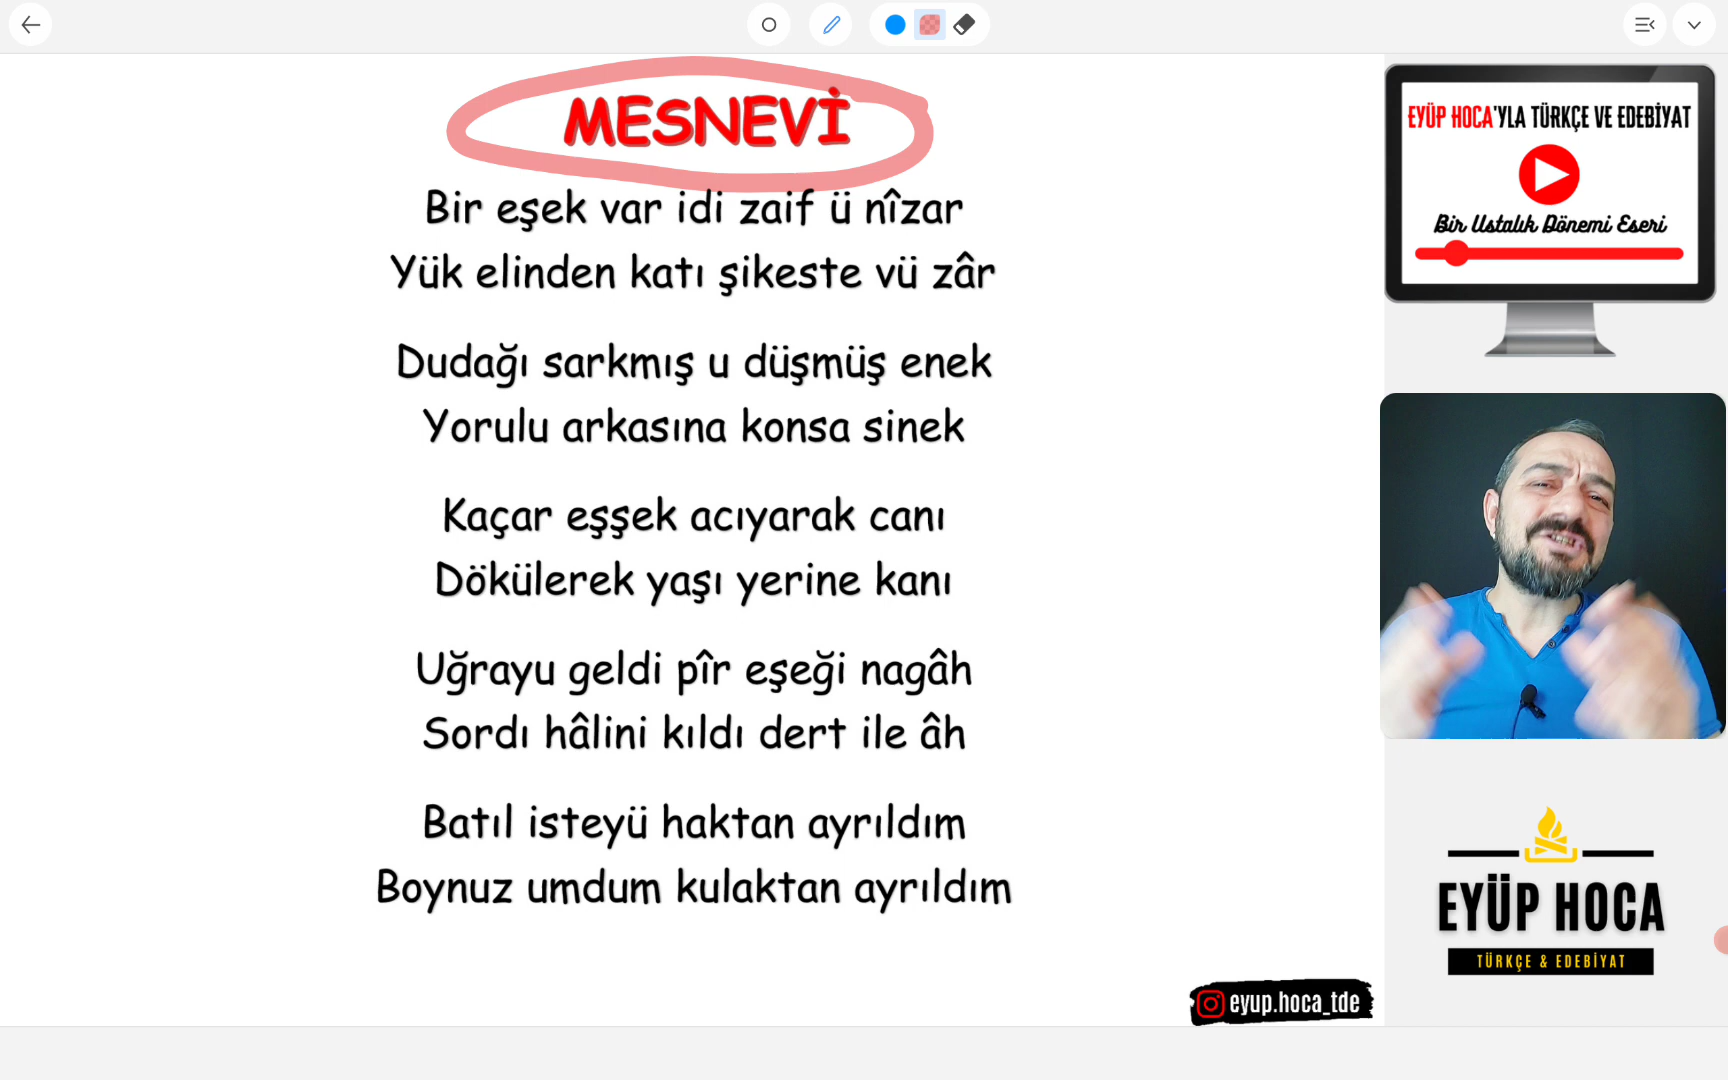 MESNEVİ
Bir eşek var idi zaif ü nîzar
Yük elinden katı şikeste vü zâr
Dudağı sarkmış u düşmüş enek
Yorulu arkasına konsa sinek
Kaçar eşşek acıyarak canı
Dökülerek yaşı yerine kanı
Uğrayu geldi pîr eşeği nagâh
Sordı hâlini kıldı dert ile âh
Batıl isteyü haktan ayrıldım
Boynuz umdum kulaktan ayrıldım
eyup.hoca_tde
EYÜP HOCA'YLA TÜRKÇE VE EDEBİYAT
Bir Ustalık Dönemi Eseri
EYÜP HOCA
TÜRKÇE & EDEBİYAT